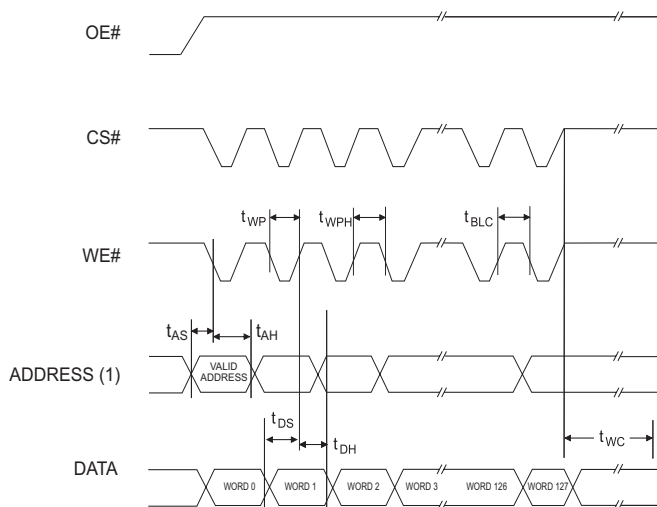 OE#
CS#
tWP
tWPH
tBLC
WE#
tAS
tAH
ADDRESS (1)
VALID
ADDRESS
tDS
tDH
tWC
DATA
WORD 0
WORD 1
WORD 2
WORD 3
WORD 126
WORD 127